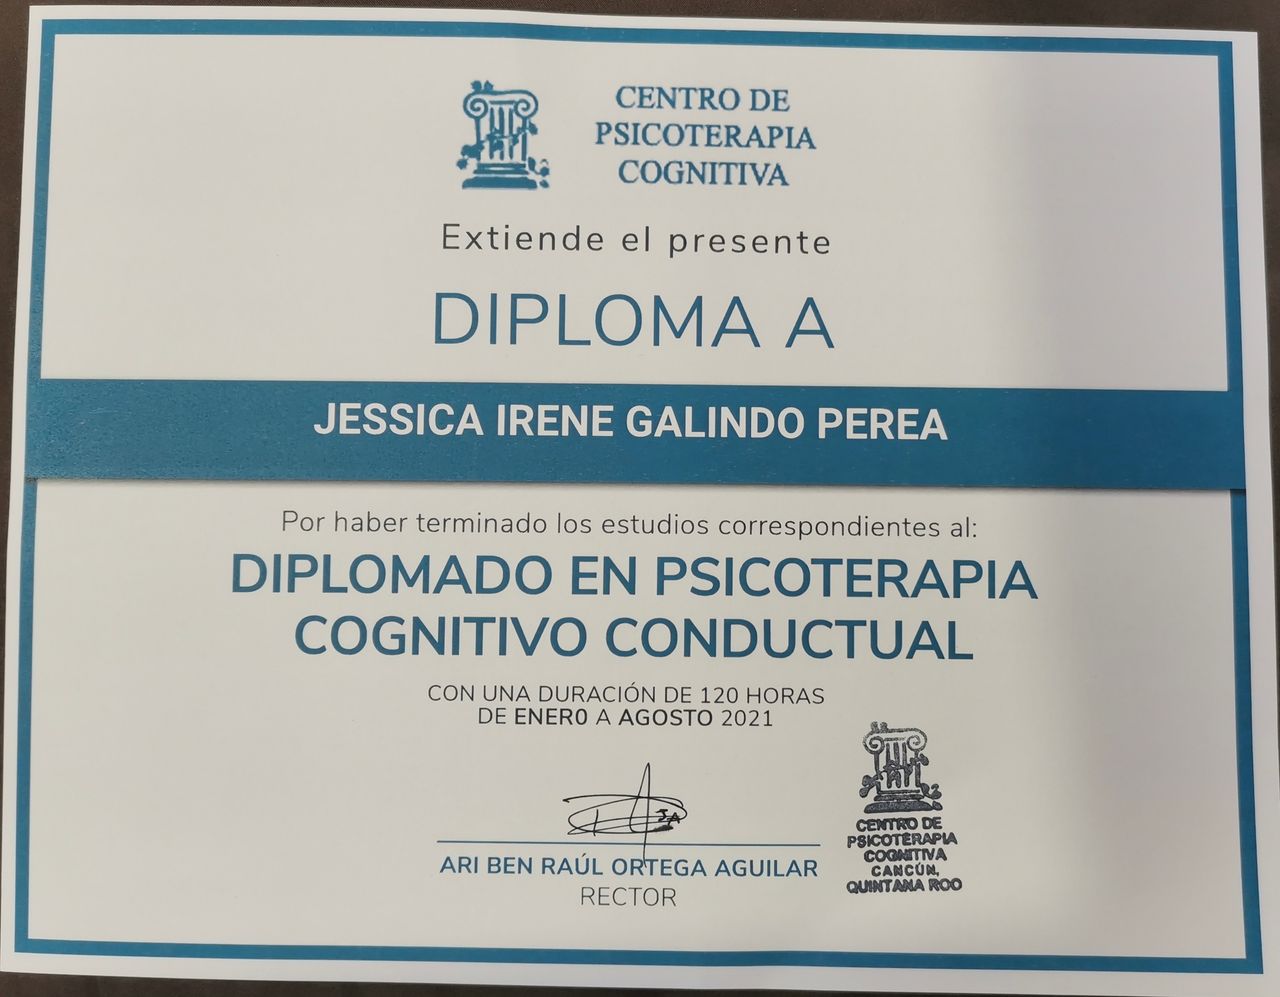 CENTRO DE
PSICOTERAPIA
COGNITIVA
Extiende el presente
DIPLOMA A
JESSICA IRENE GALINDO PEREA
Por haber terminado los estudios correspondientes al:
DIPLOMADO EN PSICOTERAPIA
COGNITIVO CONDUCTUAL
CON UNA DURACIÓN DE 120 HORAS
DE ENER0 A AGOSTO 2021
ARI BEN RAÚL ORTEGA AGUILAR
RECTOR
CENTRO DE
PSICOTERAPIA
COGNITIVA
CANCÚN,
QUINTANA ROO